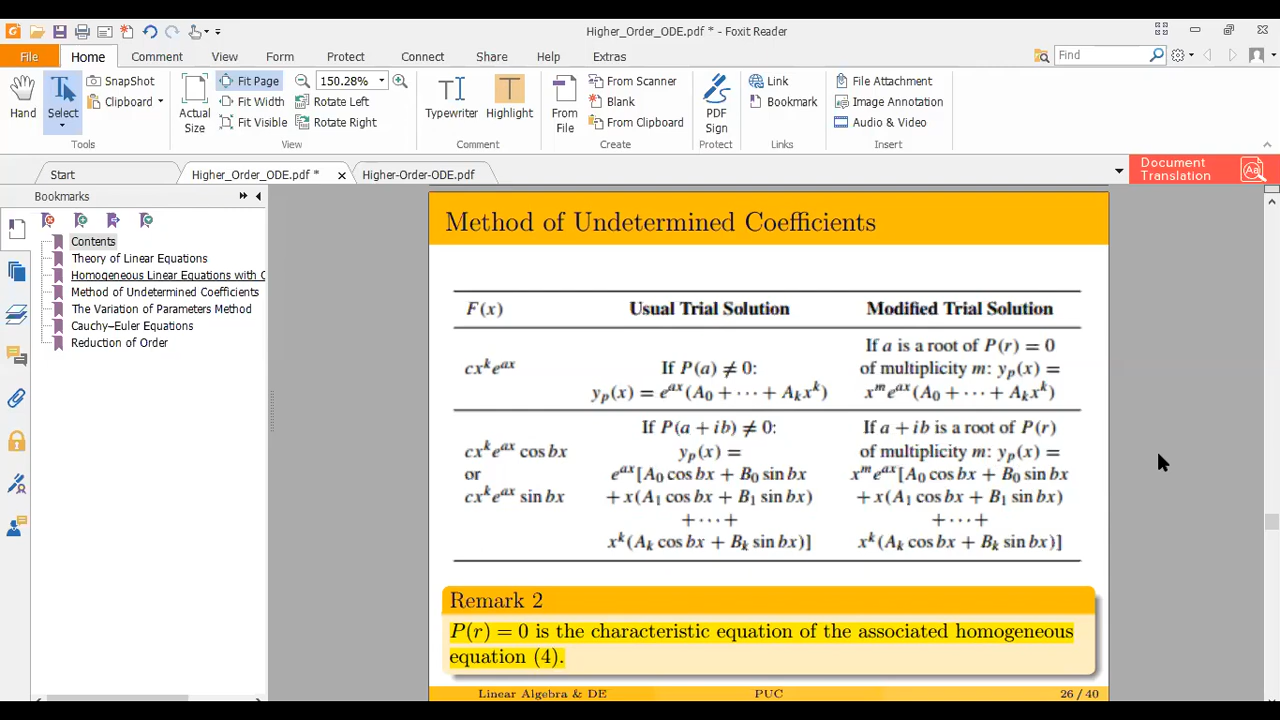 Higher_Order_ODE.pdf * - Foxit Reader
File Home Comment View Form Protect Connect Share Help Extras
Find
Hand
Select
SnapShot
Clipboard
Tools
Actual Size
Fit Page
Fit Width
Fit Visible
150.28%
Rotate Left
Rotate Right
View
Typewriter
Highlight
Comment
From File
From Scanner
Blank
From Clipboard
Create
PDF Sign
Protect
Link
Bookmark
Links
File Attachment
Image Annotation
Audio & Video
Insert
Start
Higher_Order_ODE.pdf *
Higher-Order-ODE.pdf
Document
Translation
Bookmarks
Contents
Theory of Linear Equations
Homogeneous Linear Equations with C
Method of Undetermined Coefficients
The Variation of Parameters Method
Cauchy–Euler Equations
Reduction of Order
Method of Undetermined Coefficients
F(x) Usual Trial Solution Modified Trial Solution
cx^k e^{ax}
If P(a) ≠ 0:
y_p(x) = e^{ax}(A_0 + ··· + A_k x^k)
If a is a root of P(r) = 0
of multiplicity m: y_p(x) =
x^m e^{ax}(A_0 + ··· + A_k x^k)
cx^k e^{ax} cos bx
or
cx^k e^{ax} sin bx
If P(a + ib) ≠ 0:
y_p(x) =
e^{ax}[A_0 cos bx + B_0 sin bx
+ x(A_1 cos bx + B_1 sin bx)
+ ··· +
x^k(A_k cos bx + B_k sin bx)]
If a + ib is a root of P(r)
of multiplicity m: y_p(x) =
x^m e^{ax}[A_0 cos bx + B_0 sin bx
+ x(A_1 cos bx + B_1 sin bx)
+ ··· +
x^k(A_k cos bx + B_k sin bx)]
Remark 2
P(r) = 0 is the characteristic equation of the associated homogeneous
equation (4).
Linear Algebra & DE PUC 26 / 40